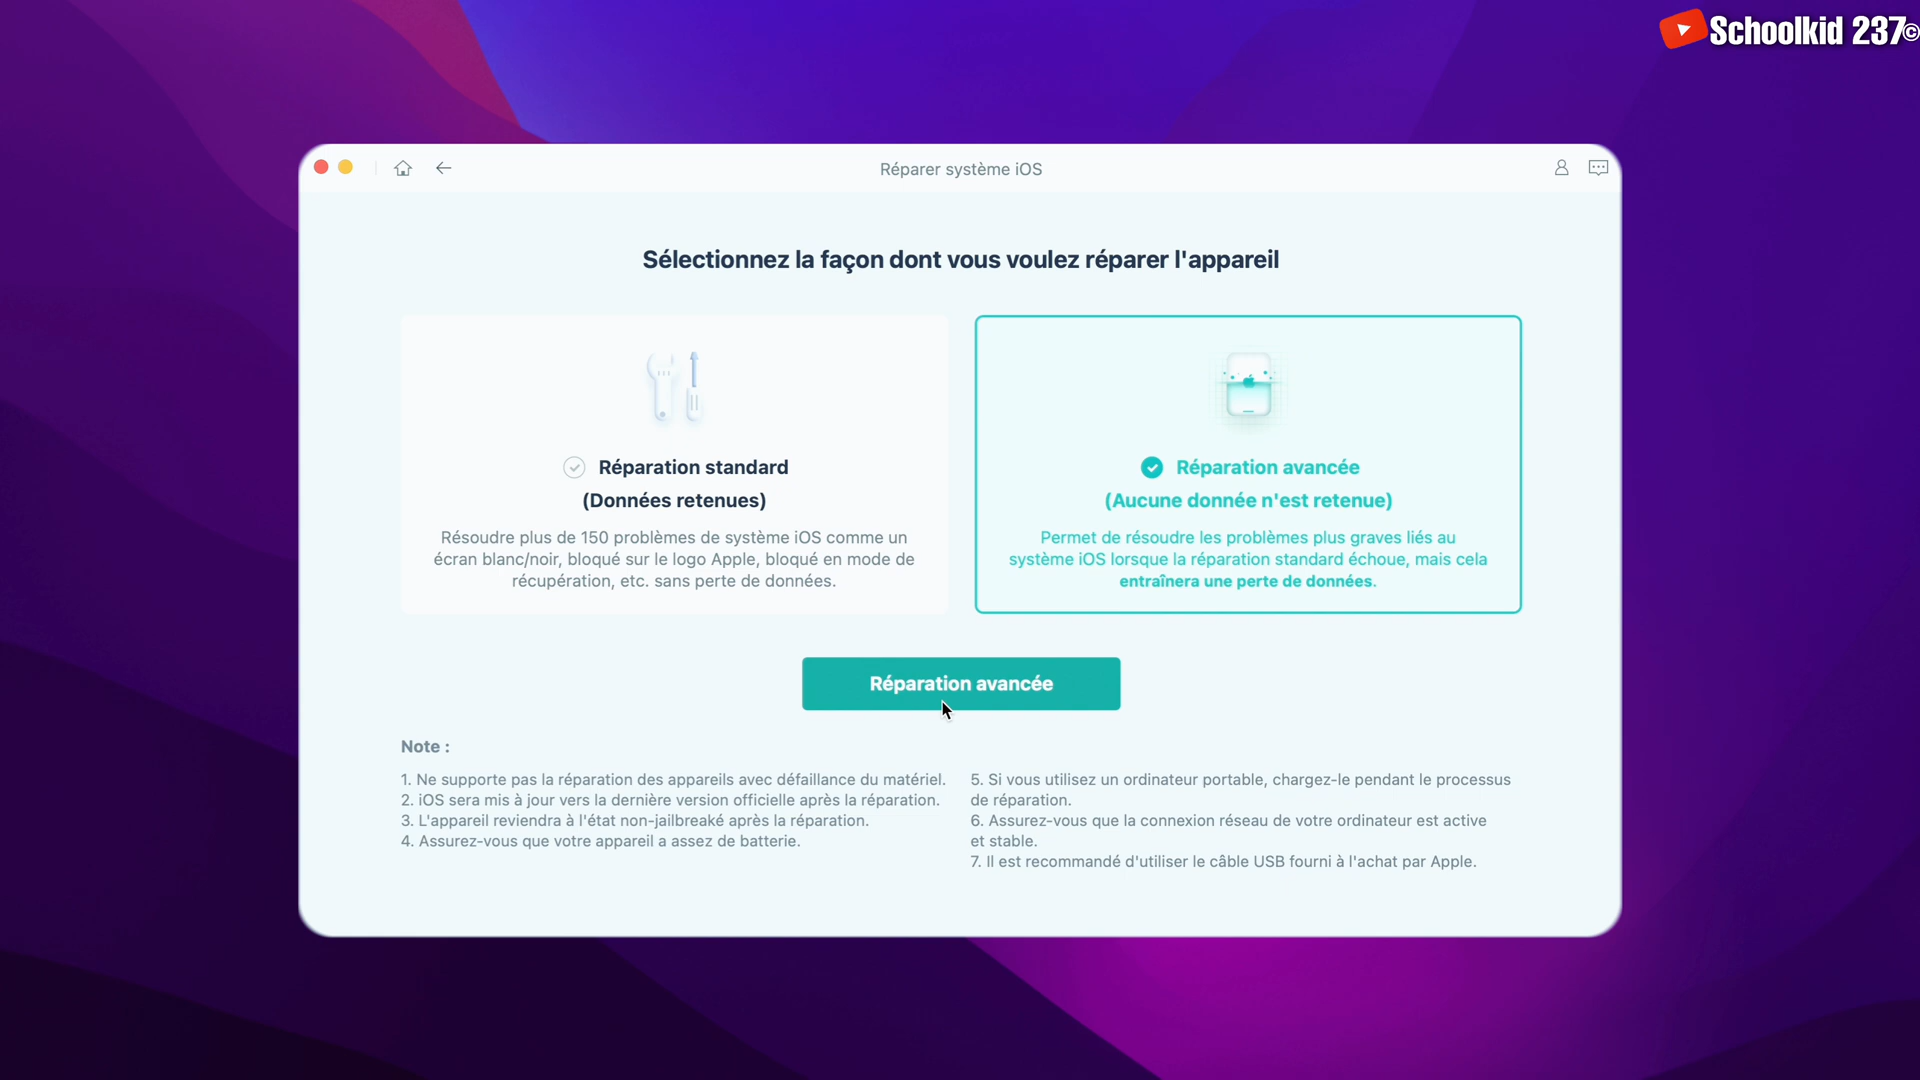 Schoolkid 237©
Réparer système iOS
Sélectionnez la façon dont vous voulez réparer l'appareil
Réparation standard
(Données retenues)
Résoudre plus de 150 problèmes de système iOS comme un
écran blanc/noir, bloqué sur le logo Apple, bloqué en mode de
récupération, etc. sans perte de données.
Réparation avancée
(Aucune donnée n'est retenue)
Permet de résoudre les problèmes plus graves liés au
système iOS lorsque la réparation standard échoue, mais cela
entraînera une perte de données.
Réparation avancée
Note :
1. Ne supporte pas la réparation des appareils avec défaillance du matériel.
2. iOS sera mis à jour vers la dernière version officielle après la réparation.
3. L'appareil reviendra à l'état non-jailbreaké après la réparation.
4. Assurez-vous que votre appareil a assez de batterie.
5. Si vous utilisez un ordinateur portable, chargez-le pendant le processus
de réparation.
6. Assurez-vous que la connexion réseau de votre ordinateur est active
et stable.
7. Il est recommandé d'utiliser le câble USB fourni à l'achat par Apple.